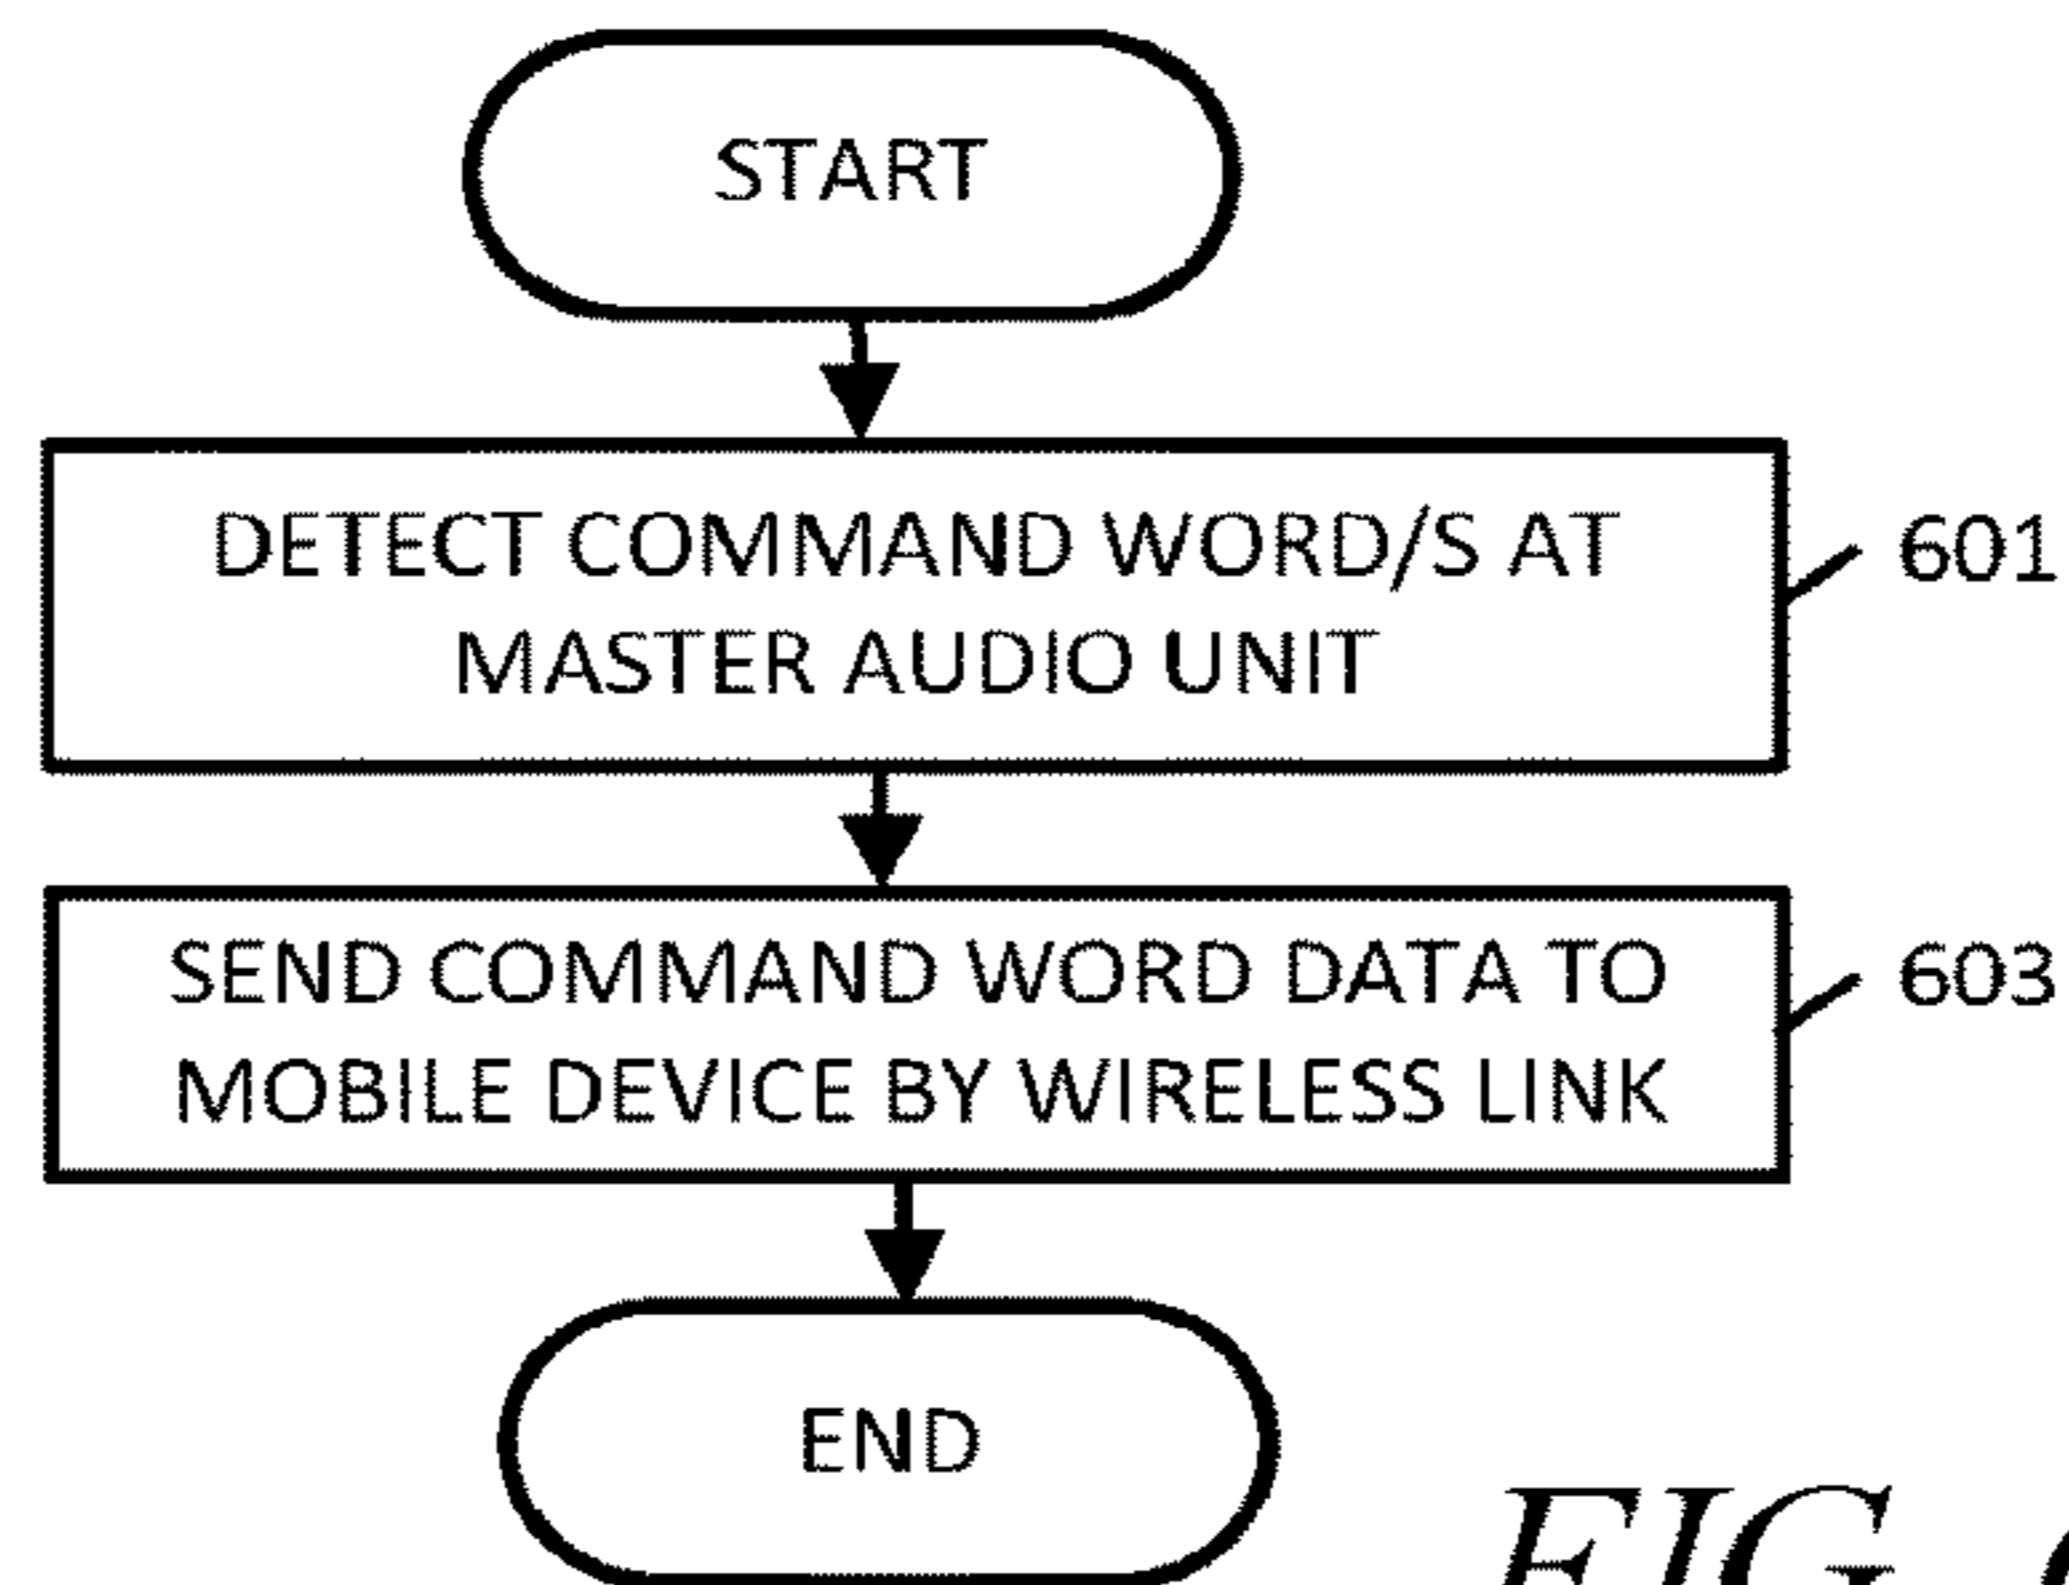 START
DETECT COMMAND WORD/S AT
MASTER AUDIO UNIT
601
SEND COMMAND WORD DATA TO
MOBILE DEVICE BY WIRELESS LINK
603
END
FIG